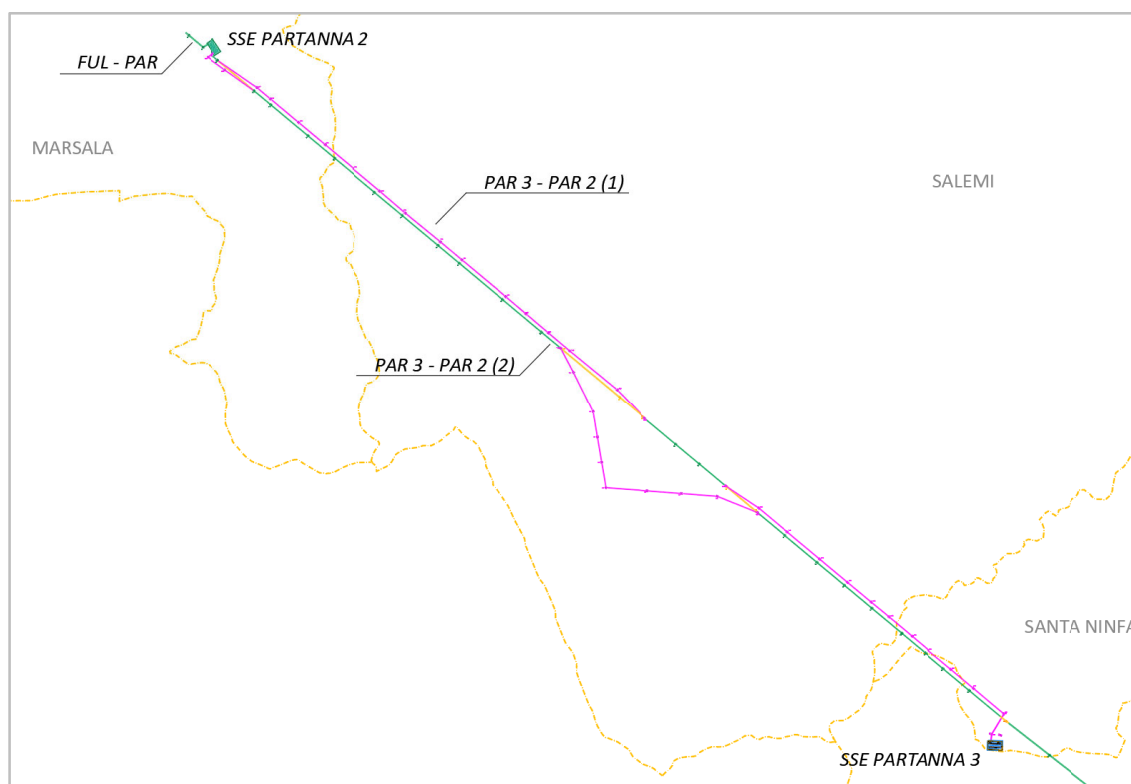 SSE PARTANNA 2
FUL - PAR
MARSALA
PAR 3 - PAR 2 (1)
SALEMI
PAR 3 - PAR 2 (2)
SANTA NINFA
SSE PARTANNA 3